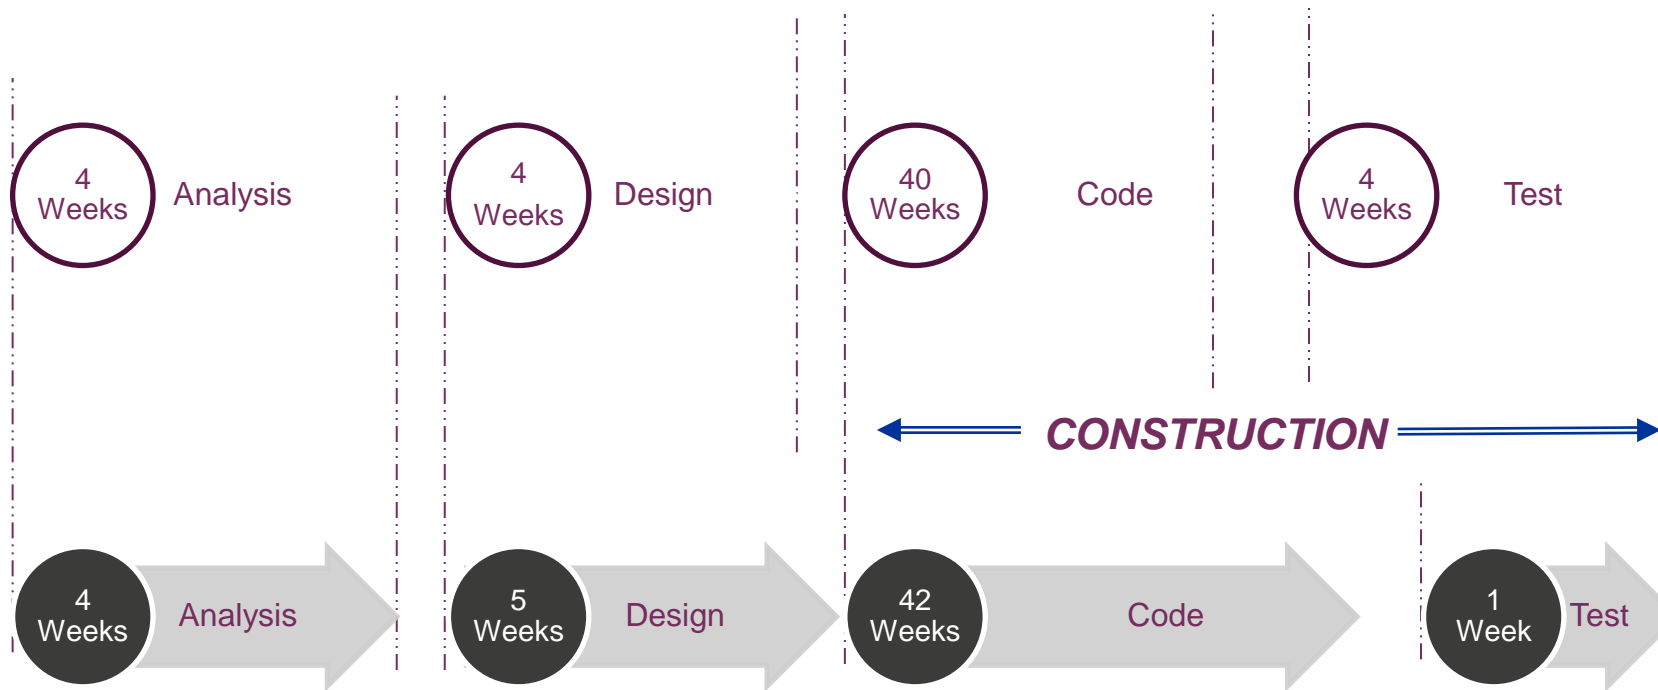 4
Weeks
Analysis
4
Weeks
Design
40
Weeks
Code
4
Weeks
Test
CONSTRUCTION
4
Weeks
Analysis
5
Weeks
Design
42
Weeks
Code
1
Week
Test